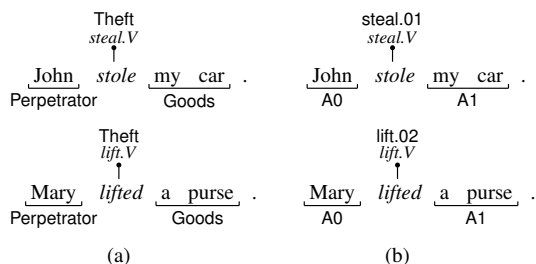 Theft steal.01
steal.V steal.V
John stole my car . John stole my car .
Perpetrator Goods A0 A1
Theft lift.02
lift.V lift.V
Mary lifted a purse . Mary lifted a purse .
Perpetrator Goods A0 A1
(a) (b)